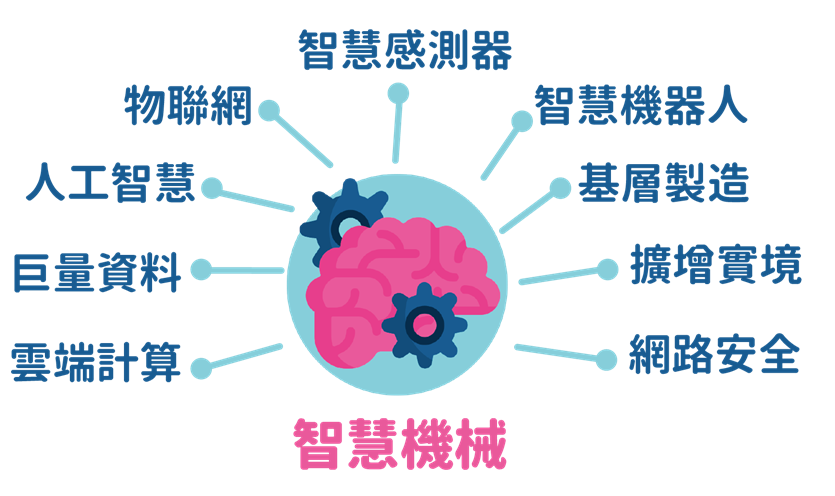 智慧感測器
物聯網
智慧機器人
人工智慧
基層製造
巨量資料
擴增實境
雲端計算
網路安全
智慧機械